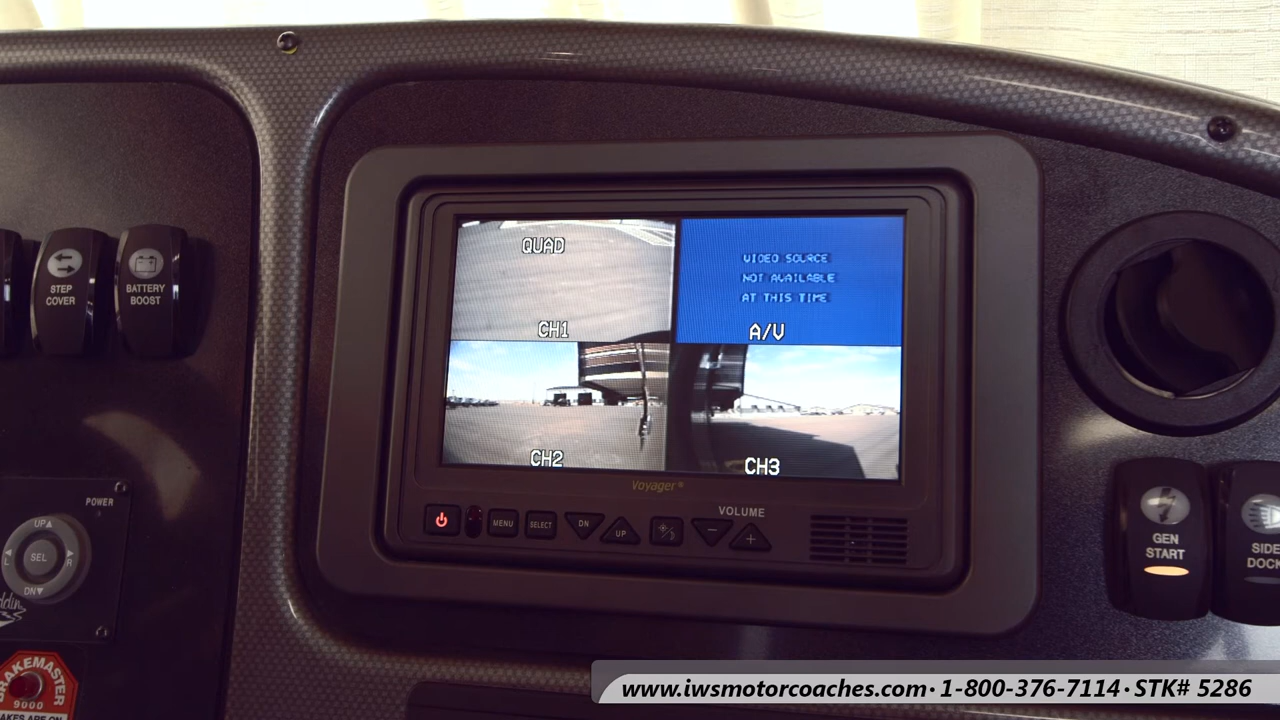 QUAD
VIDEO SOURCE
NOT AVAILABLE
AT THIS TIME
CH1
A/V
CH2
CH3
Voyager
STEP
COVER
BATTERY
BOOST
POWER
UP▲
L SEL R
DN▼
MENU
SELECT
DN
UP
VOLUME
GEN
START
SIDE
DOCK
BRAKEMASTER
9000
www.iwsmotorcoaches.com · 1-800-376-7114 · STK# 5286